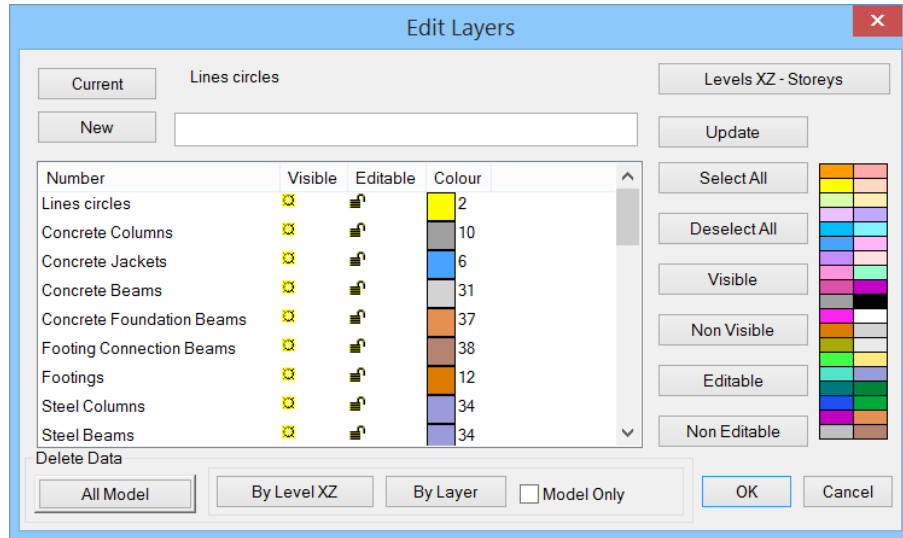 Edit Layers
x
Current Lines circles Levels XZ - Storeys
New Update
Number Visible Editable Colour
Lines circles 2
Concrete Columns 10
Concrete Jackets 6
Concrete Beams 31
Concrete Foundation Beams 37
Footing Connection Beams 38
Footings 12
Steel Columns 34
Steel Beams 34
Select All
Deselect All
Visible
Non Visible
Editable
Non Editable
Delete Data
All Model By Level XZ By Layer Model Only OK Cancel